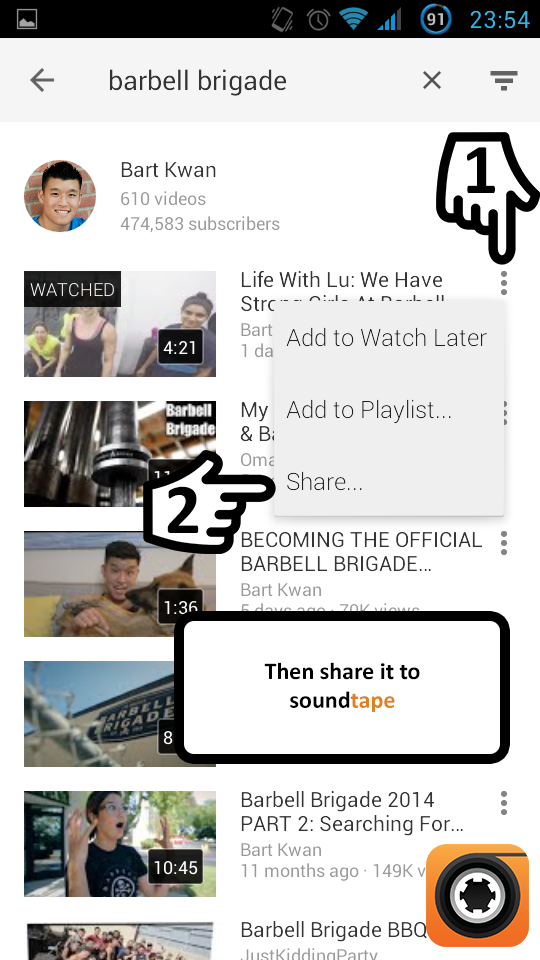 91 23:54
barbell brigade
1
Bart Kwan
610 videos
474,583 subscribers
WATCHED
4:21
Life With Lu: We Have
Strong Girls At Barbell
Bart
1 da
Add to Watch Later
Add to Playlist...
Share...
Barbell
Brigade
11
My
& Ba
Oma
2
1:36
BECOMING THE OFFICIAL
BARBELL BRIGADE...
Bart Kwan
5 days ago · 79K views
Then share it to
soundtape
BARBELL
BRIGADE
8
10:45
Barbell Brigade 2014
PART 2: Searching For...
Bart Kwan
11 months ago · 149K v
Barbell Brigade BBQ
JustKiddingParty